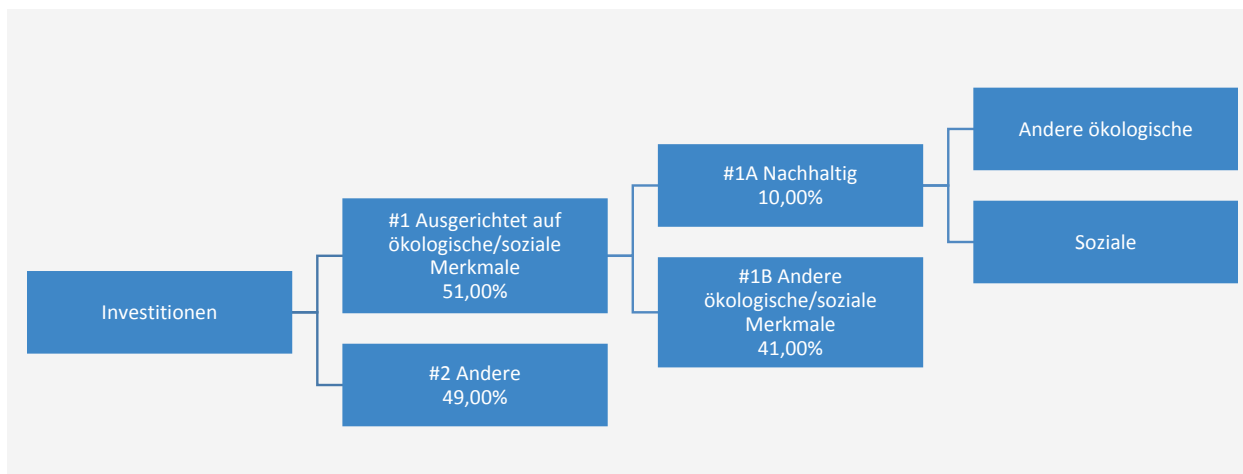 Investitionen
#1 Ausgerichtet auf
ökologische/soziale
Merkmale
51,00%
#2 Andere
49,00%
#1A Nachhaltig
10,00%
#1B Andere
ökologische/soziale
Merkmale
41,00%
Andere ökologische
Soziale